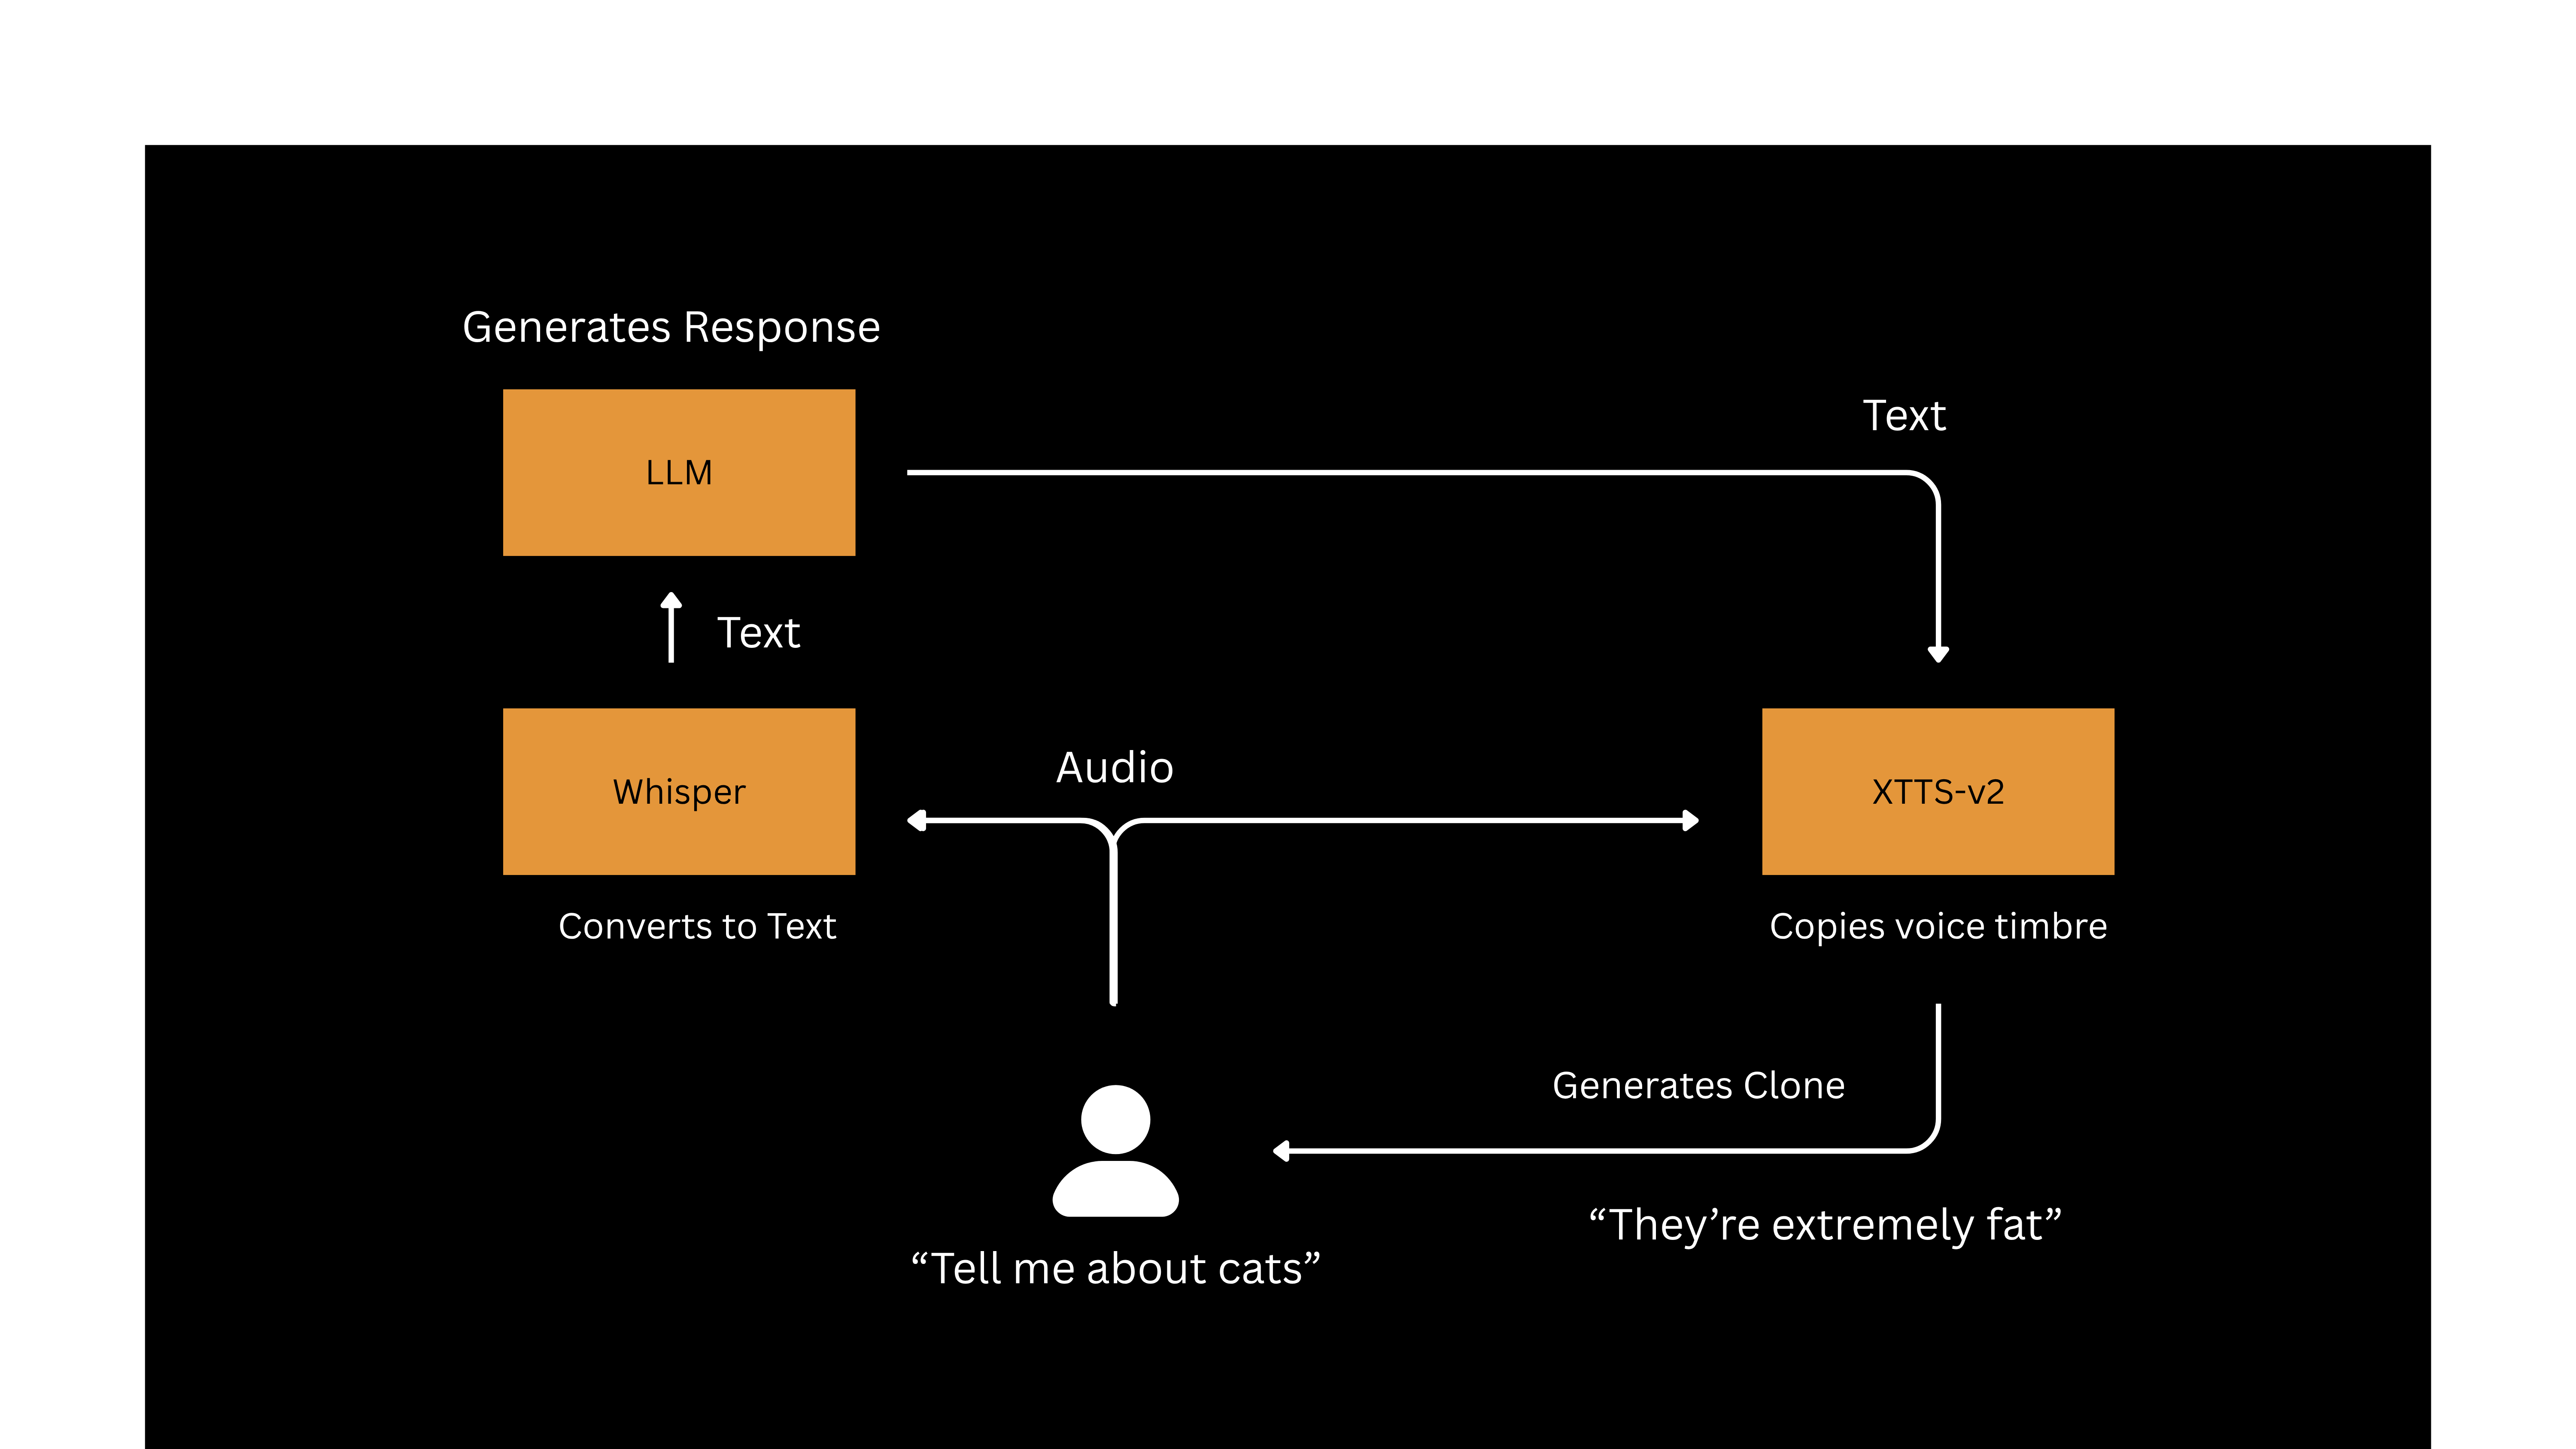 Generates Response
LLM
Text
Text
Whisper
Audio
XTTS-v2
Converts to Text
Copies voice timbre
Generates Clone
“They’re extremely fat”
“Tell me about cats”